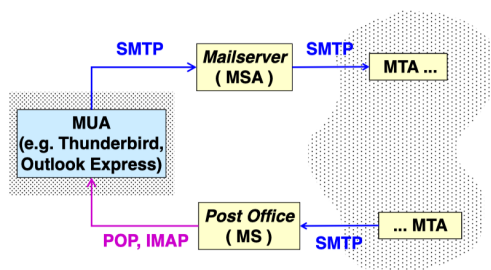 SMTP
Mailserver
( MSA )
SMTP
MTA ...
MUA
(e.g. Thunderbird,
Outlook Express)
Post Office
( MS )
... MTA
POP, IMAP
SMTP